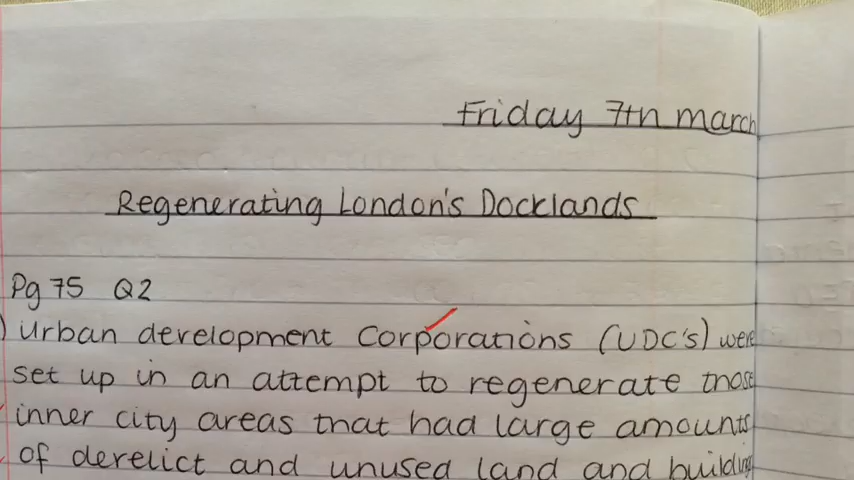 Friday 7th march
Regenerating London's Docklands
Pg 75 Q2
) Urban development Corporations (UDC's) were
set up in an attempt to regenerate those
inner city areas that had large amounts
of derelict and unused land and building